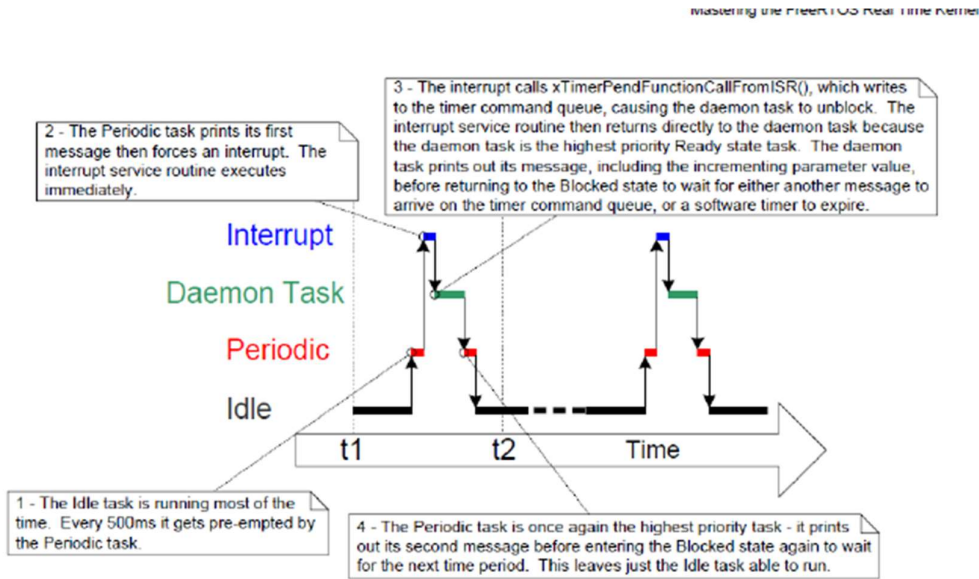 Mastering the FreeRTOS Real Time Kernel
3 - The interrupt calls xTimerPendFunctionCallFromISR(), which writes
to the timer command queue, causing the daemon task to unblock. The
interrupt service routine then returns directly to the daemon task because
the daemon task is the highest priority Ready state task. The daemon
task prints out its message, including the incrementing parameter value,
before returning to the Blocked state to wait for either another message to
arrive on the timer command queue, or a software timer to expire.
2 - The Periodic task prints its first
message then forces an interrupt. The
interrupt service routine executes
immediately.
Interrupt
Daemon Task
Periodic
Idle
t1
t2
Time
1 - The Idle task is running most of the
time. Every 500ms it gets pre-empted by
the Periodic task.
4 - The Periodic task is once again the highest priority task - it prints
out its second message before entering the Blocked state again to wait
for the next time period. This leaves just the Idle task able to run.